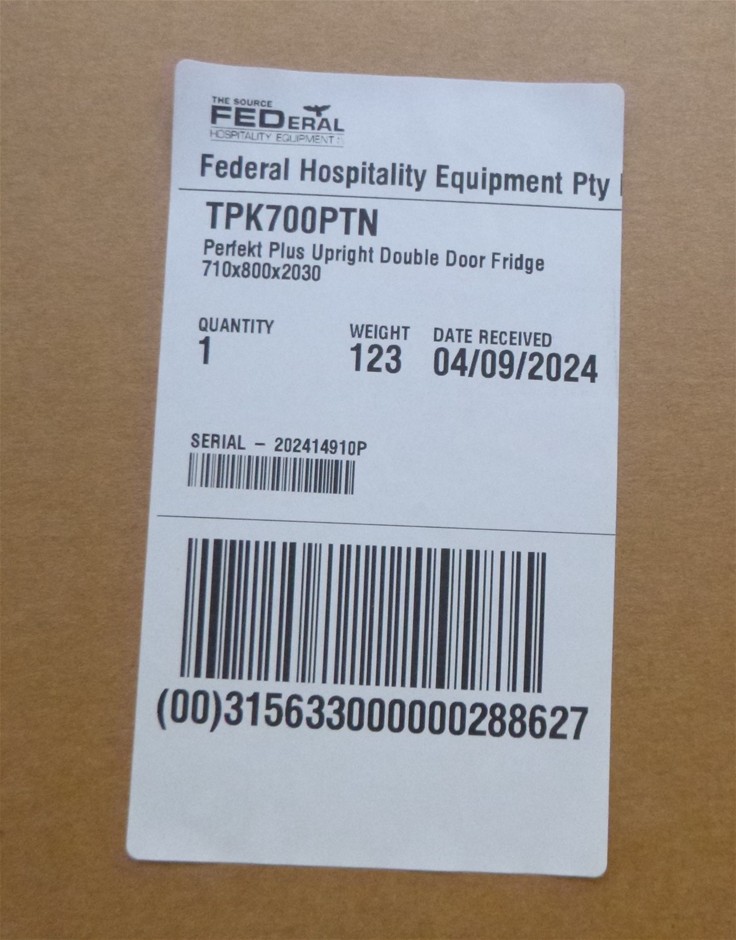 THE SOURCE
FEDERAL
HOSPITALITY EQUIPMENT
Federal Hospitality Equipment Pty
TPK700PTN
Perfekt Plus Upright Double Door Fridge
710x800x2030
QUANTITY WEIGHT DATE RECEIVED
1 123 04/09/2024
SERIAL - 202414910P
(00)315633000000288627